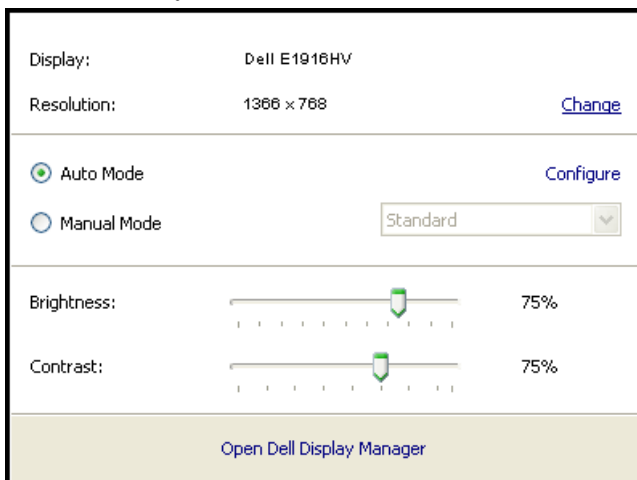 Display: Dell E1916HV
Resolution: 1366 x 768 Change
Auto Mode Configure
Manual Mode Standard
Brightness: 75%
Contrast: 75%
Open Dell Display Manager